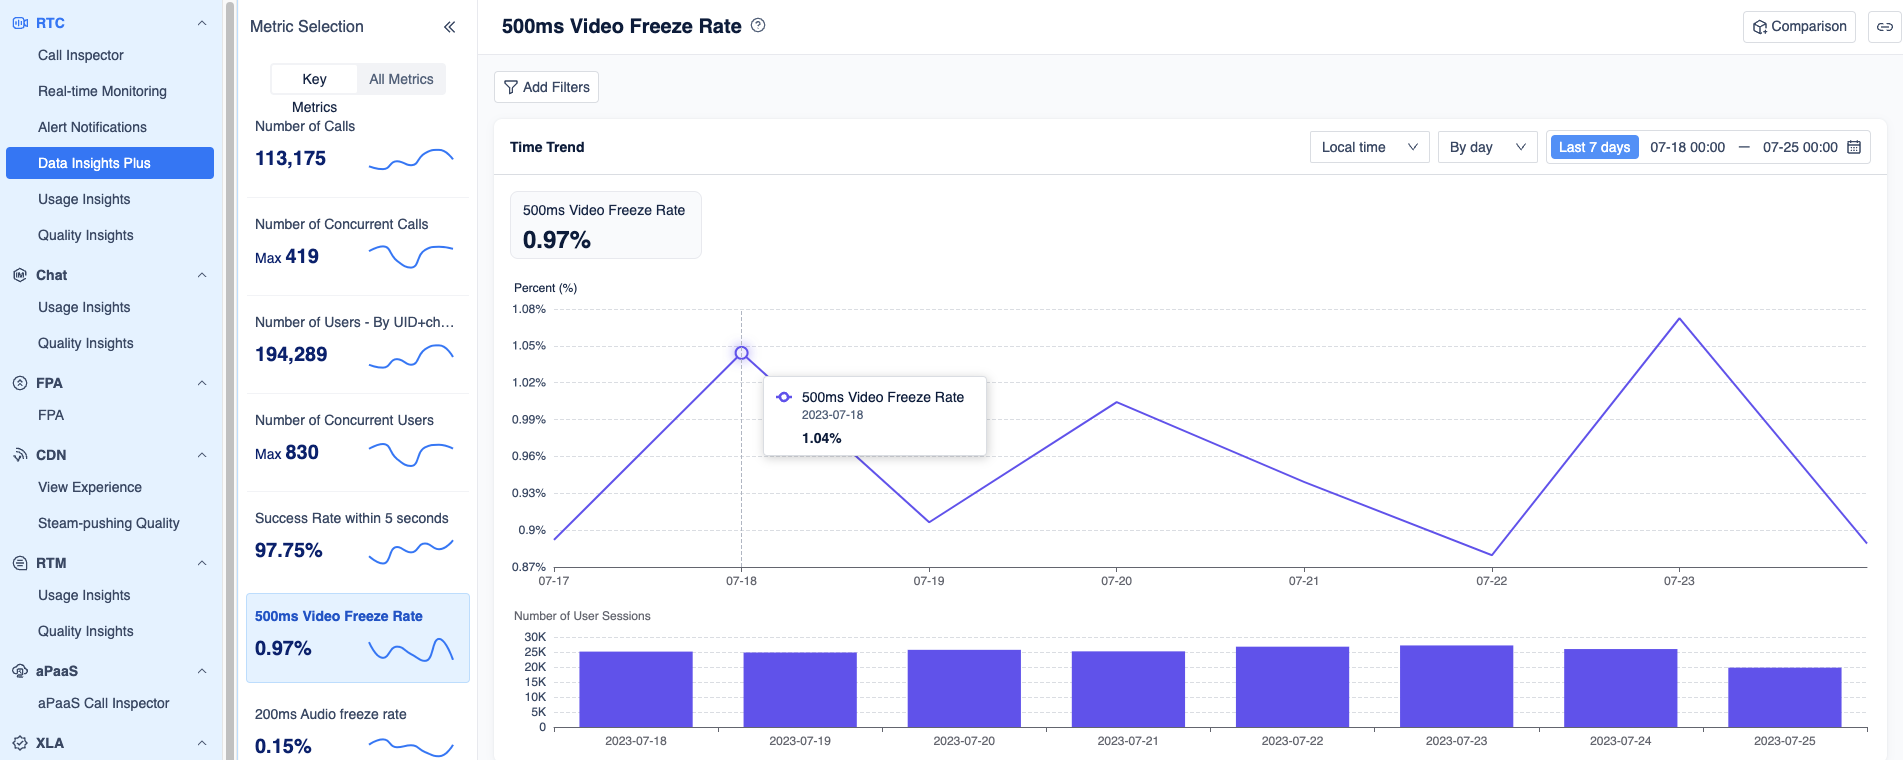 RTC
Call Inspector
Real-time Monitoring
Alert Notifications
Data Insights Plus
Usage Insights
Quality Insights
Chat
Usage Insights
Quality Insights
FPA
FPA
CDN
View Experience
Steam-pushing Quality
RTM
Usage Insights
Quality Insights
aPaaS
aPaaS Call Inspector
XLA
Metric Selection
Key
Metrics
All Metrics
Number of Calls
113,175
Number of Concurrent Calls
Max 419
Number of Users - By UID+ch...
194,289
Number of Concurrent Users
Max 830
Success Rate within 5 seconds
97.75%
500ms Video Freeze Rate
0.97%
200ms Audio freeze rate
0.15%
500ms Video Freeze Rate
Comparison
Add Filters
Time Trend
Local time
By day
Last 7 days
07-18 00:00 — 07-25 00:00
500ms Video Freeze Rate
0.97%
Percent (%)
1.08%
1.05%
1.02%
0.99%
0.96%
0.93%
0.9%
0.87%
500ms Video Freeze Rate
2023-07-18
1.04%
07-17 07-18 07-19 07-20 07-21 07-22 07-23
Number of User Sessions
30K
25K
20K
15K
10K
5K
0
2023-07-18 2023-07-19 2023-07-20 2023-07-21 2023-07-22 2023-07-23 2023-07-24 2023-07-25